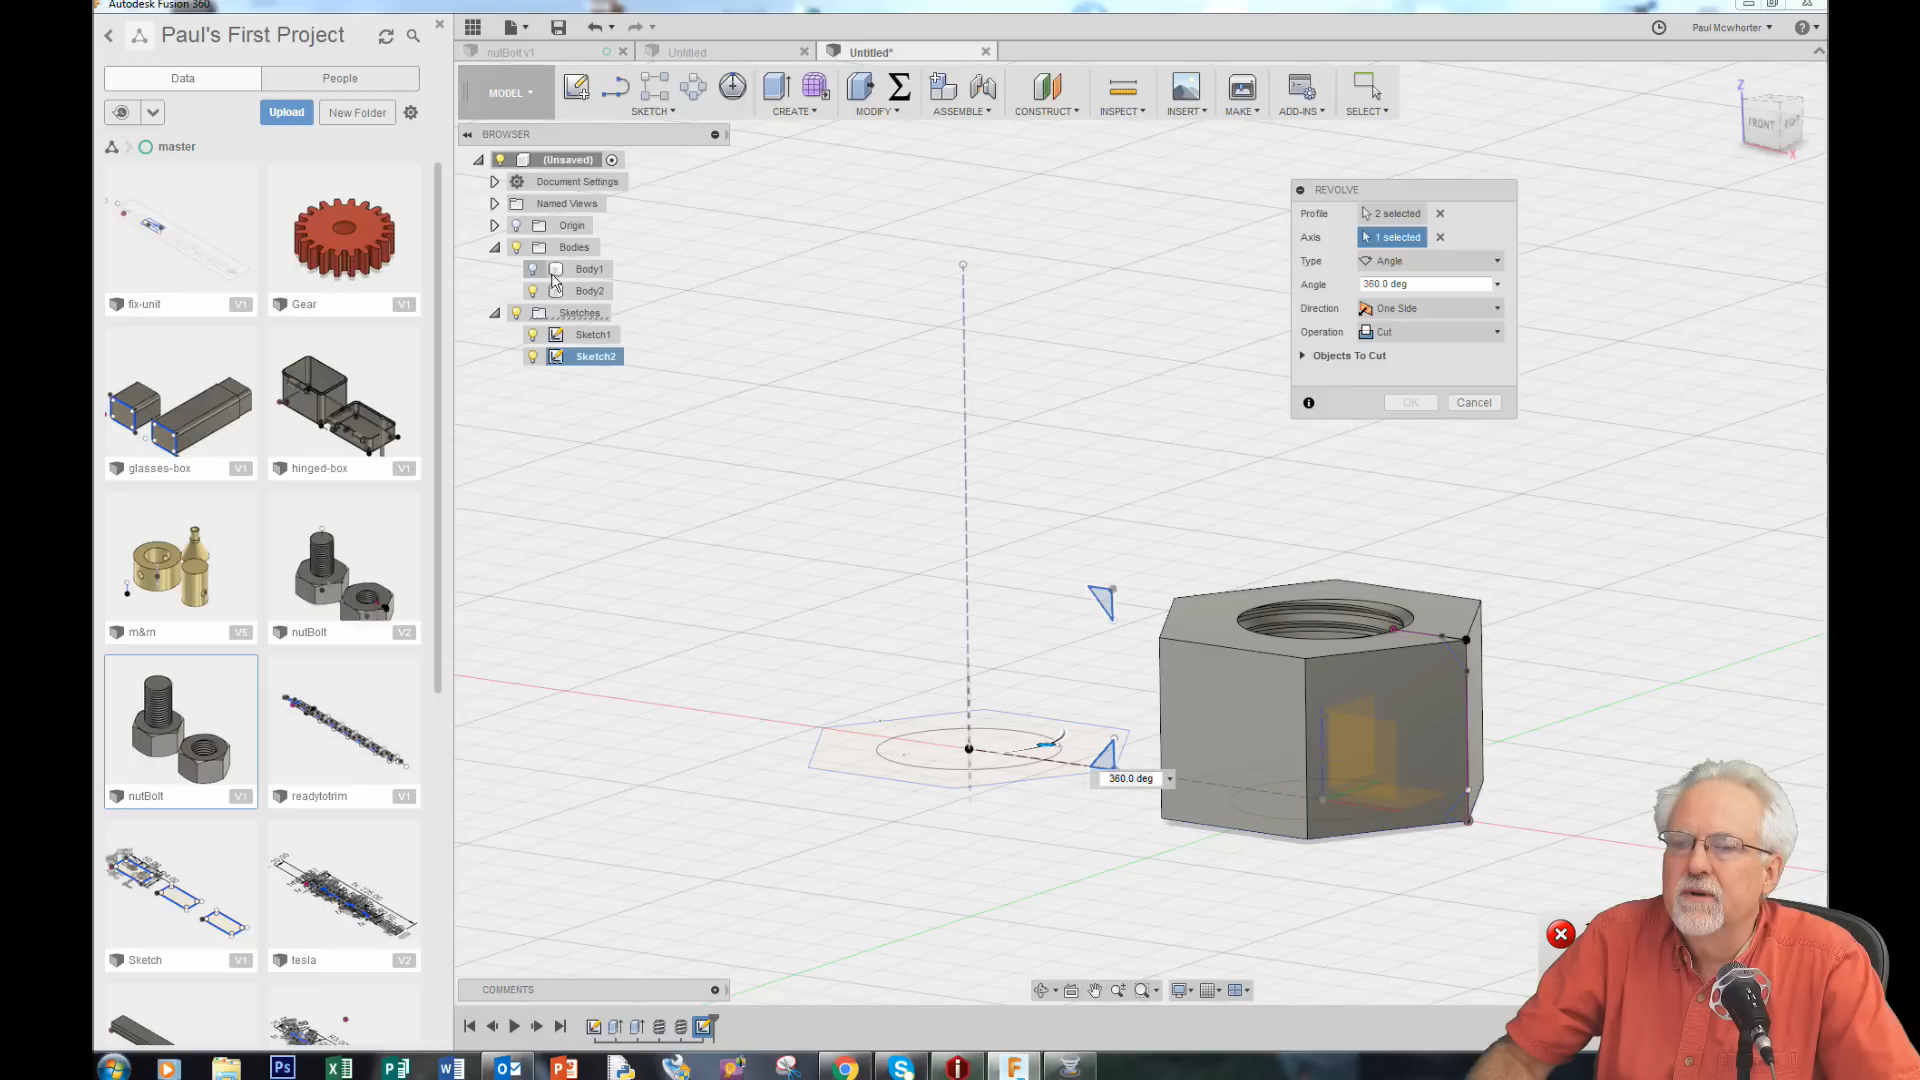 Autodesk Fusion 360
Paul's First Project
Data
People
Upload
New Folder
master
fix-unit
V1
Gear
V1
glasses-box
V1
hinged-box
V1
m&m
V5
nutBolt
V2
nutBolt
V1
readytotrim
V1
Sketch
V1
tesla
V2
Paul Mcwhorter
nutBolt v1
Untitled
Untitled*
MODEL
SKETCH
CREATE
MODIFY
ASSEMBLE
CONSTRUCT
INSPECT
INSERT
MAKE
ADD-INS
SELECT
BROWSER
(Unsaved)
Document Settings
Named Views
Origin
Bodies
Body1
Body2
Sketches
Sketch1
Sketch2
Z
FRONT
RIGHT
X
REVOLVE
Profile
2 selected
Axis
1 selected
Type
Angle
Angle
360.0 deg
Direction
One Side
Operation
Cut
Objects To Cut
OK
Cancel
360.0 deg
COMMENTS